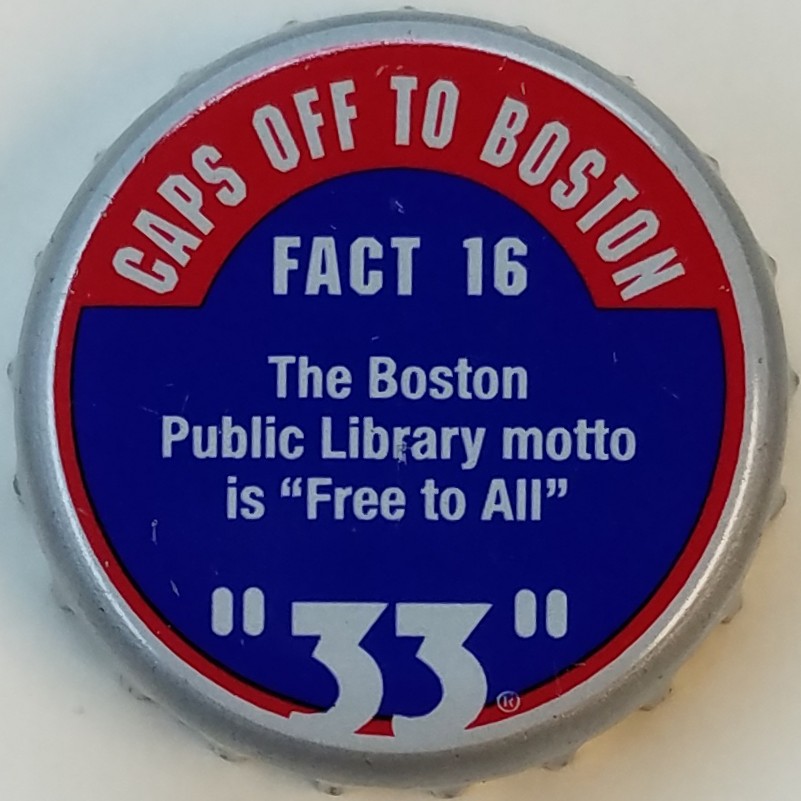 CAPS OFF TO BOSTON
FACT 16
The Boston
Public Library motto
is “Free to All”
"33"®